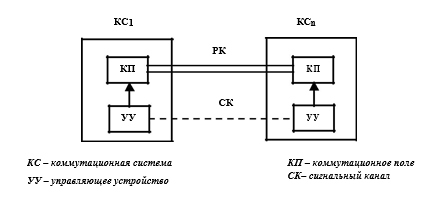 КС1 КСn
РК
КП КП
СК
УУ УУ
КС – коммутационная система КП – коммутационное поле
УУ – управляющее устройство СК– сигнальный канал